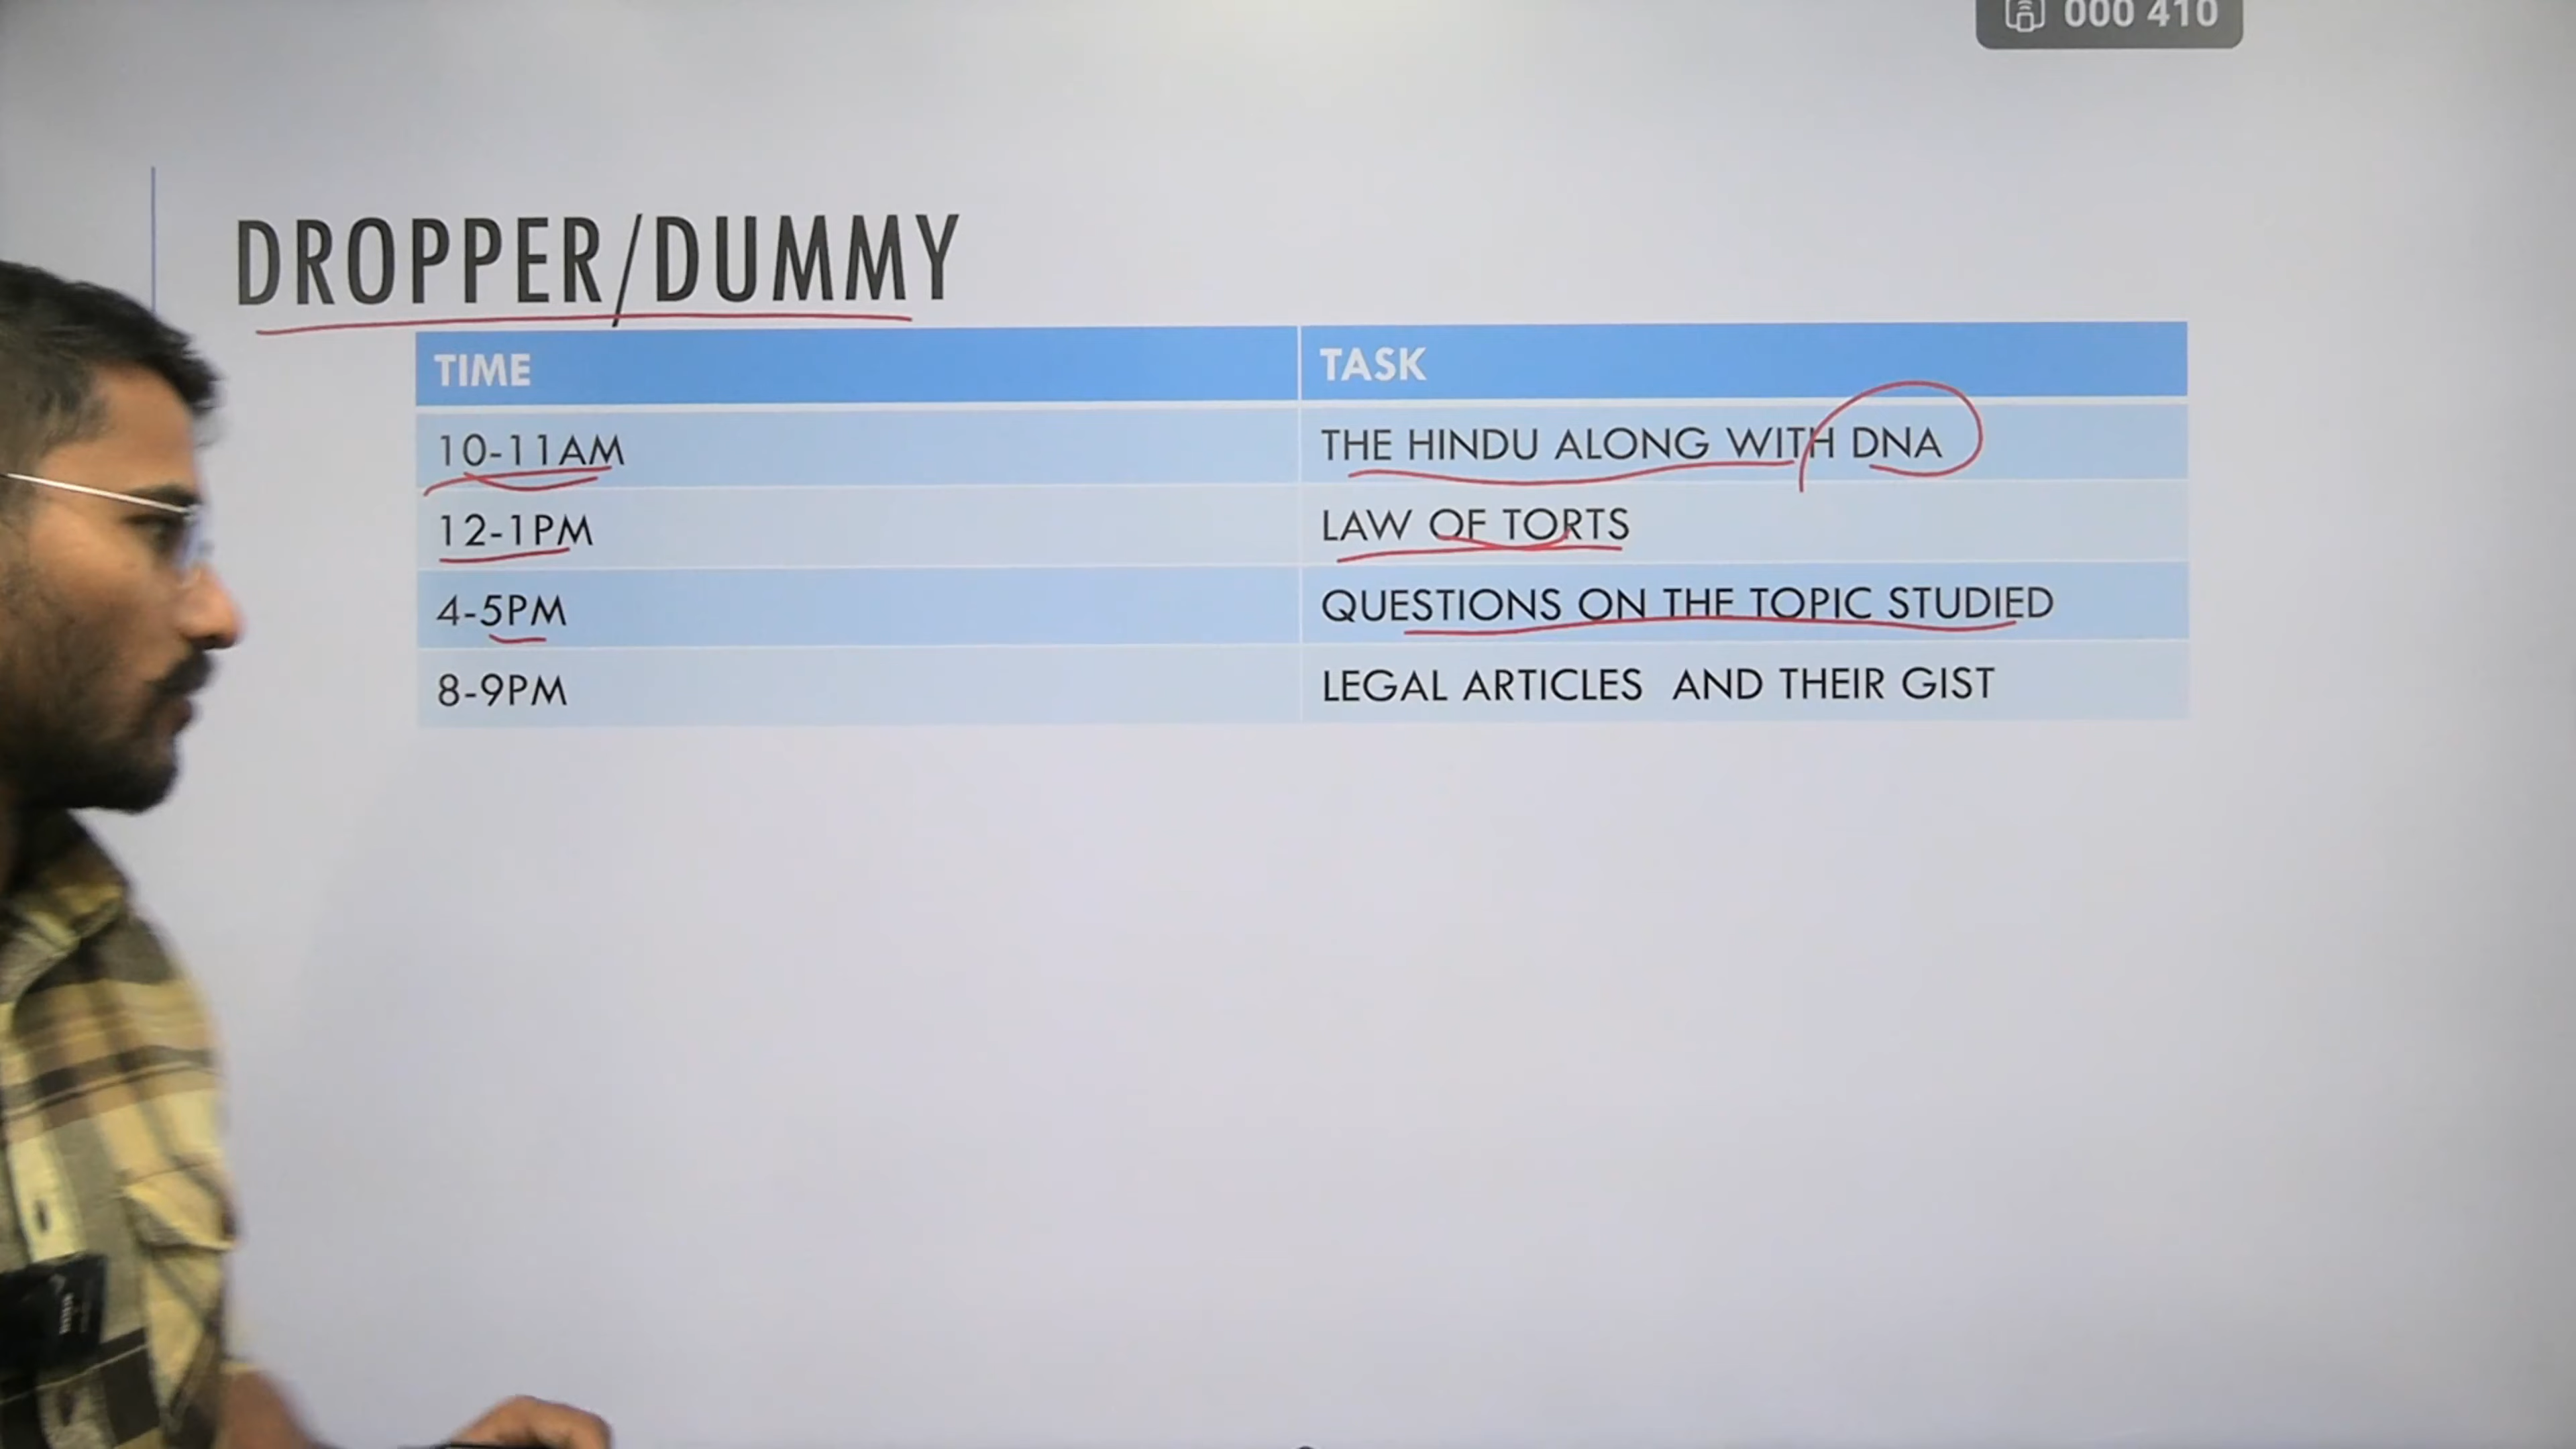 000 410
DROPPER/DUMMY
TIME TASK
10-11AM THE HINDU ALONG WITH DNA
12-1PM LAW OF TORTS
4-5PM QUESTIONS ON THE TOPIC STUDIED
8-9PM LEGAL ARTICLES AND THEIR GIST